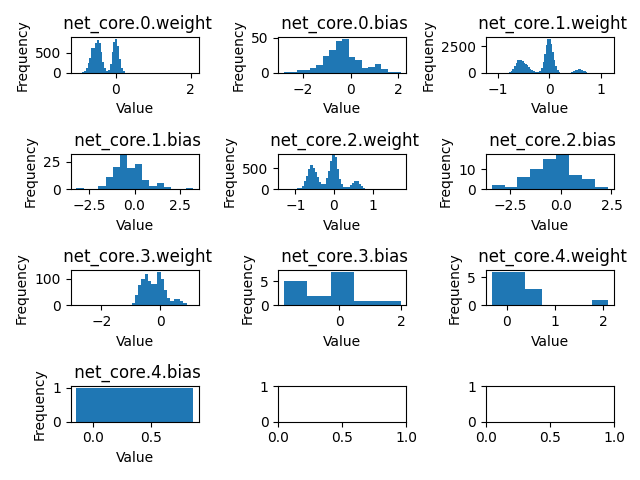 net_core.0.weight
Frequency
500
0
0
2
Value
net_core.0.bias
Frequency
50
0
−2
0
2
Value
net_core.1.weight
Frequency
2500
0
−1
0
1
Value
net_core.1.bias
Frequency
25
0
−2.5
0.0
2.5
Value
net_core.2.weight
Frequency
500
0
−1
0
1
Value
net_core.2.bias
Frequency
10
0
−2.5
0.0
2.5
Value
net_core.3.weight
Frequency
100
0
−2
0
Value
net_core.3.bias
Frequency
5
0
0
2
Value
net_core.4.weight
Frequency
5
0
0
1
2
Value
net_core.4.bias
Frequency
1
0
0.0
0.5
Value
1
0
0.0
0.5
1.0
1
0
0.0
0.5
1.0